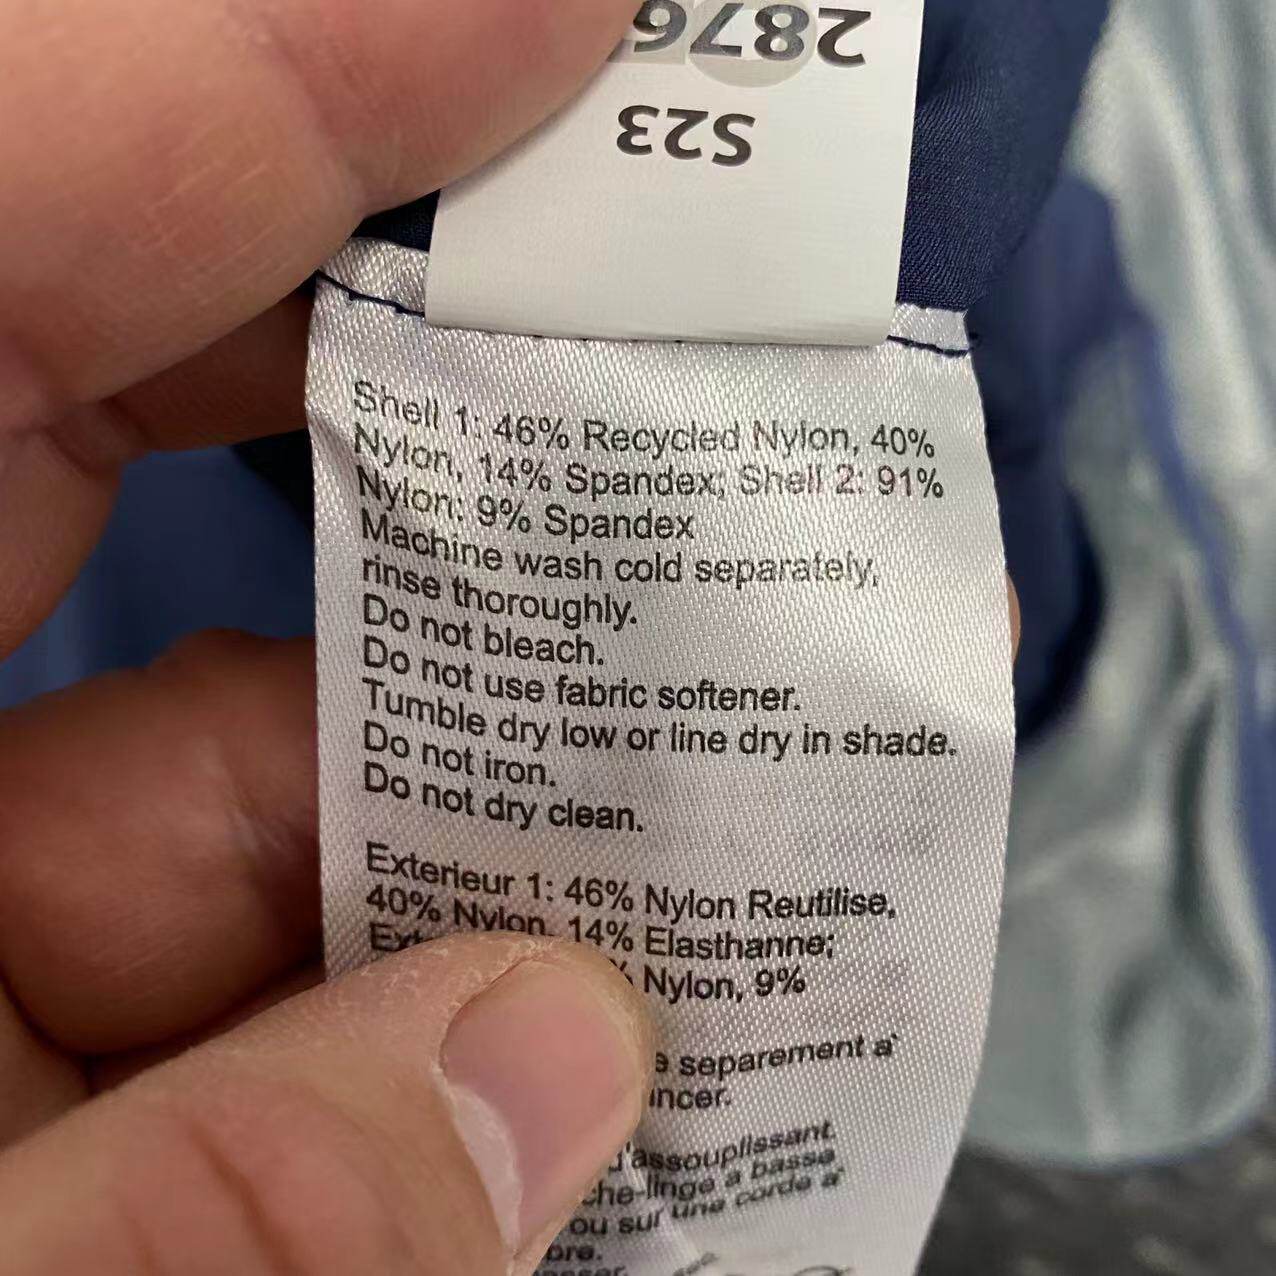 2876
S23
Shell 1: 46% Recycled Nylon, 40%
Nylon, 14% Spandex; Shell 2: 91%
Nylon: 9% Spandex
Machine wash cold separately,
rinse thoroughly.
Do not bleach.
Do not use fabric softener.
Tumble dry low or line dry in shade.
Do not iron.
Do not dry clean.
Exterieur 1: 46% Nylon Reutilise,
40% Nylon, 14% Elasthanne;
Nylon, 9%
separement a`
d'assouplissant.
che-linge a basse
ou sur une corde a`